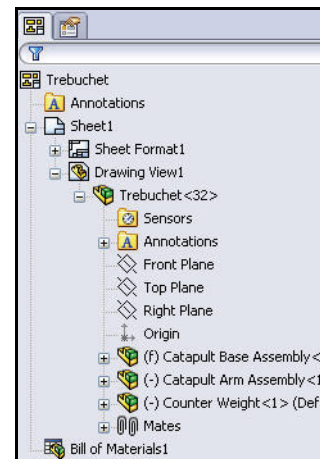 Trebuchet
Annotations
Sheet1
Sheet Format1
Drawing View1
Trebuchet<32>
Sensors
Annotations
Front Plane
Top Plane
Right Plane
Origin
(f) Catapult Base Assembly<
(-) Catapult Arm Assembly<1
(-) Counter Weight<1> (Def
Mates
Bill of Materials1